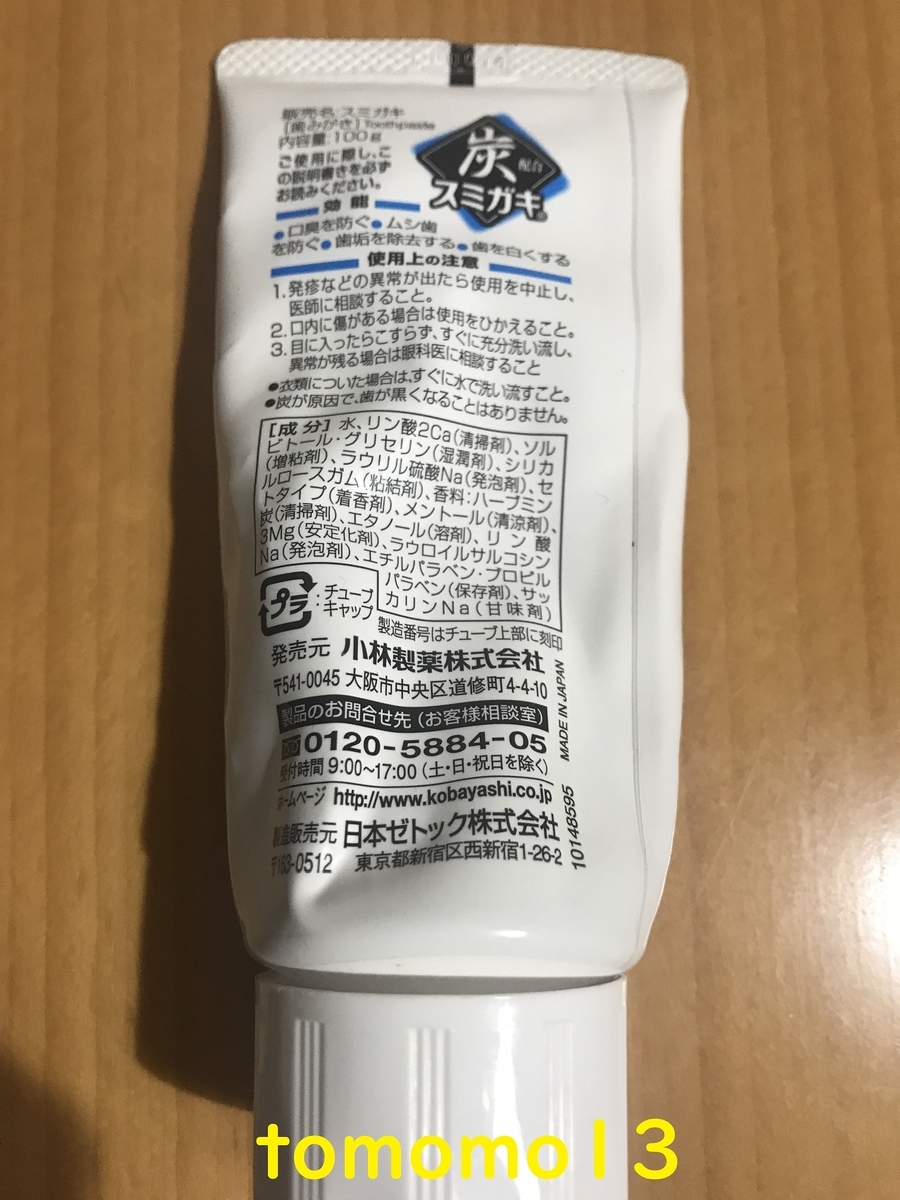 販売名:スミガキ
[歯みがき] Toothpaste
内容量:100g
ご使用に際し、こ
の説明書きを必ず
お読みください。
炭 配合
スミガキ®
効能
●口臭を防ぐ●ムシ歯
を防ぐ●歯垢を除去する●歯を白くする
使用上の注意
1.発疹などの異常が出たら使用を中止し、
医師に相談すること。
2.口内に傷がある場合は使用をひかえること。
3.目に入ったらこすらず、すぐに充分洗い流し、
異常が残る場合は眼科医に相談すること
●衣類についた場合は、すぐに水で洗い流すこと。
●炭が原因で、歯が黒くなることはありません。
[成分]水、リン酸2Ca(清掃剤)、ソル
ビトール・グリセリン(湿潤剤)、シリカ
(増粘剤)、ラウリル硫酸Na(発泡剤)、セ
ルロースガム(粘結剤)、香料:ハーブミン
トタイプ(着香剤)、メントール(清涼剤)、
炭(清掃剤)、エタノール(溶剤)、リン酸
3Mg(安定化剤)、ラウロイルサルコシン
Na(発泡剤)、エチルパラベン・プロピル
パラベン(保存剤)、サッ
カリンNa(甘味剤)
プラ :チューブ
:キャップ
製造番号はチューブ上部に刻印
発売元 小林製薬株式会社
〒541-0045 大阪市中央区道修町4-4-10
製品のお問合せ先(お客様相談室)
0120-5884-05
受付時間 9:00~17:00(土・日・祝日を除く)
ホームページ http://www.kobayashi.co.jp
製造販売元 日本ゼトック株式会社
〒163-0512 東京都新宿区西新宿1-26-2
MADE IN JAPAN
10148595
tomomo13